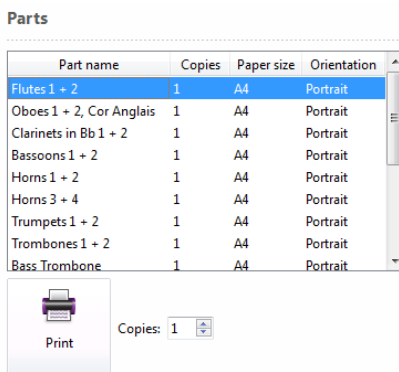 Parts
Part name Copies Paper size Orientation
Flutes 1 + 2 1 A4 Portrait
Oboes 1 + 2, Cor Anglais 1 A4 Portrait
Clarinets in Bb 1 + 2 1 A4 Portrait
Bassoons 1 + 2 1 A4 Portrait
Horns 1 + 2 1 A4 Portrait
Horns 3 + 4 1 A4 Portrait
Trumpets 1 + 2 1 A4 Portrait
Trombones 1 + 2 1 A4 Portrait
Bass Trombone 1 A4 Portrait
Copies: 1
Print